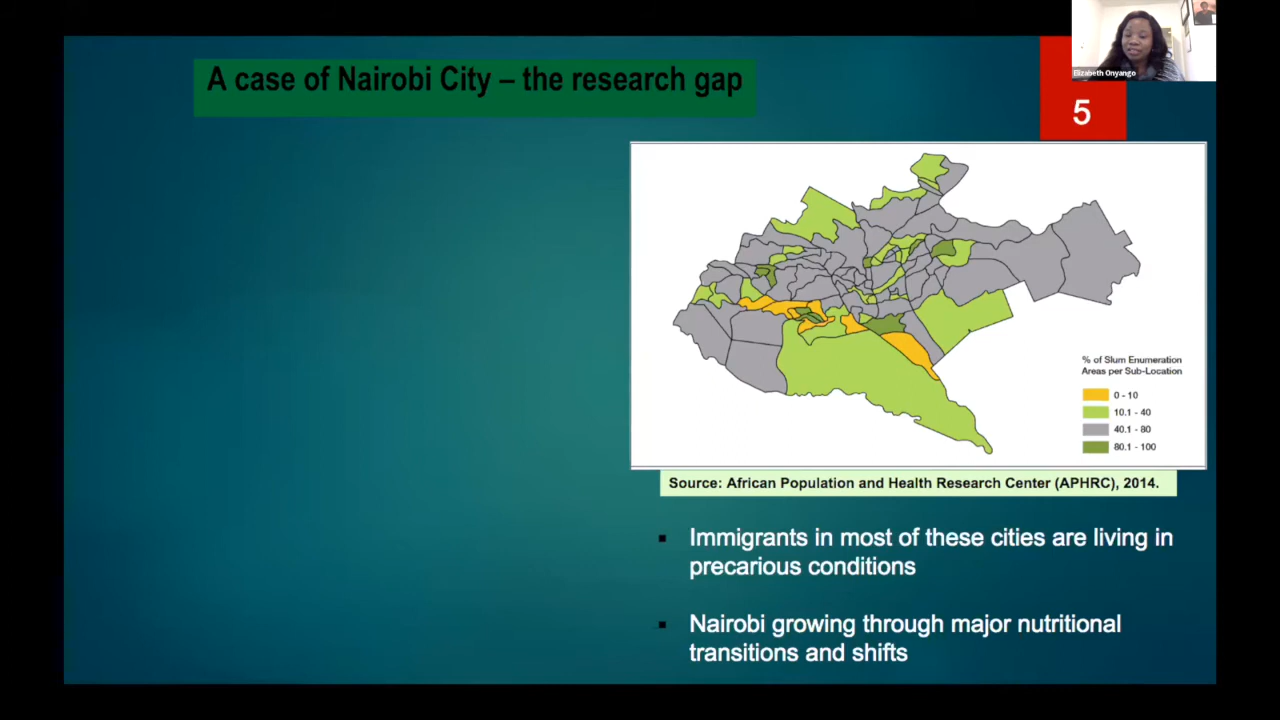 Elizabeth Onyango
A case of Nairobi City – the research gap
5
% of Slum Enumeration
Areas per Sub-Location
0 - 10
10.1 - 40
40.1 - 80
80.1 - 100
Source: African Population and Health Research Center (APHRC), 2014.
Immigrants in most of these cities are living in
precarious conditions
Nairobi growing through major nutritional
transitions and shifts